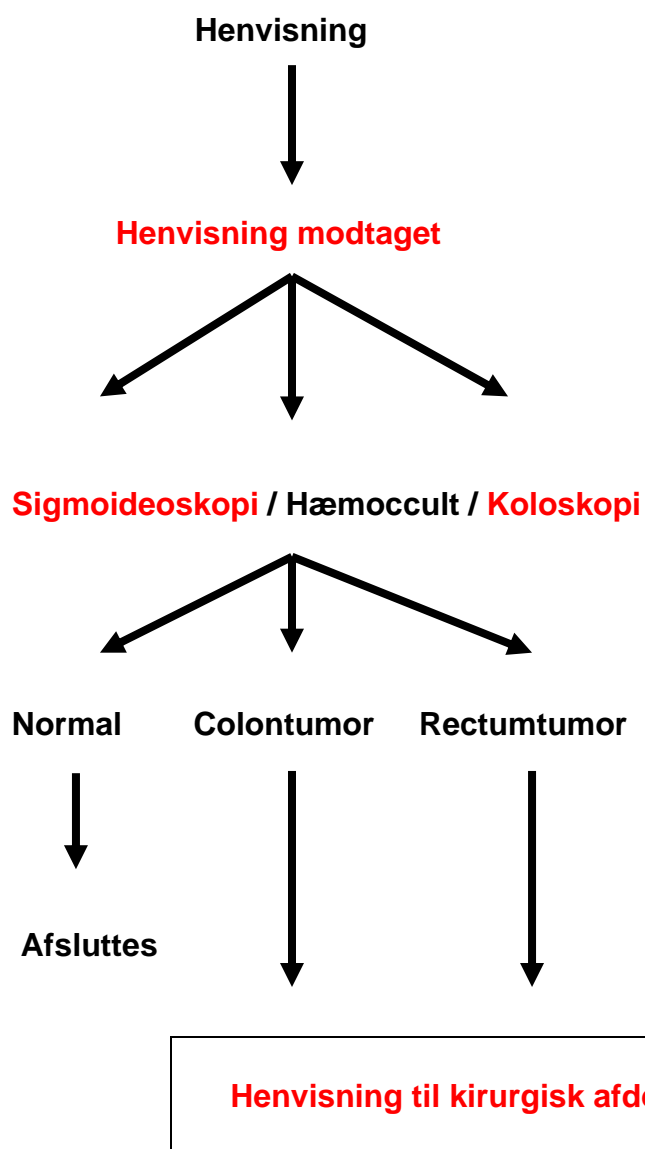 Henvisning
Henvisning modtaget
Sigmoideoskopi / Hæmoccult / Koloskopi
Normal Colontumor Rectumtumor
Afsluttes
Henvisning til kirurgisk